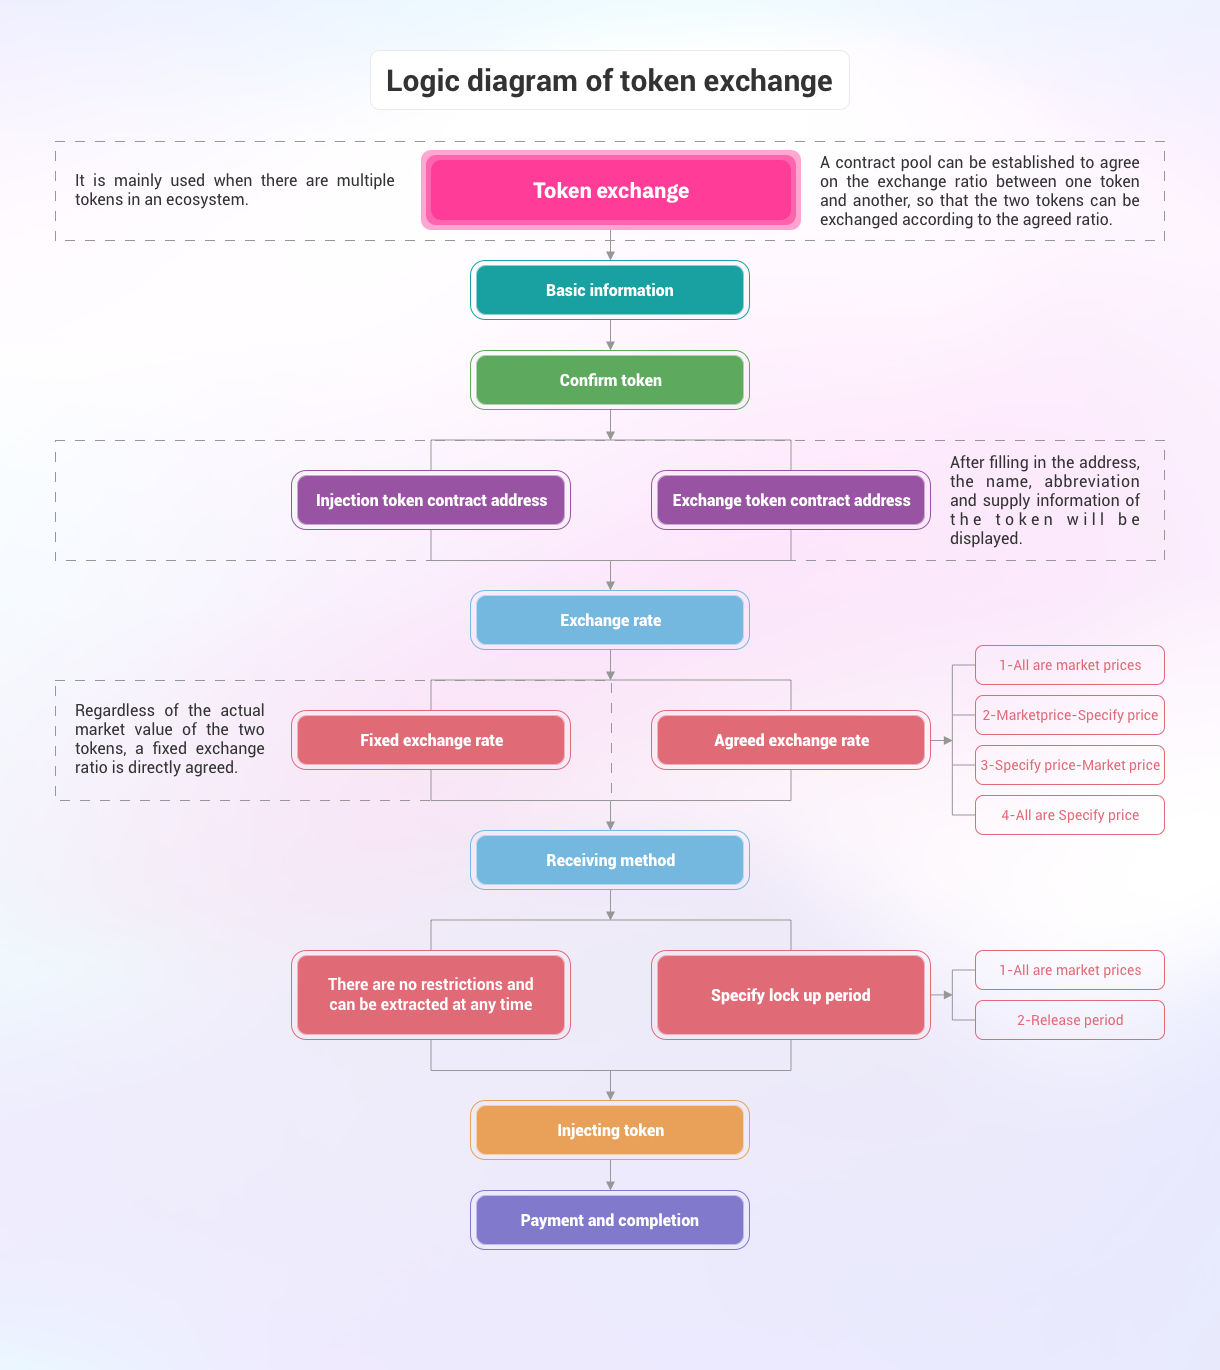 Logic diagram of token exchange
It is mainly used when there are multiple
tokens in an ecosystem.
Token exchange
A contract pool can be established to agree
on the exchange ratio between one token
and another, so that the two tokens can be
exchanged according to the agreed ratio.
Basic information
Confirm token
Injection token contract address
Exchange token contract address
After filling in the address,
the name, abbreviation
and supply information of
the token will be
displayed.
Exchange rate
Regardless of the actual
market value of the two
tokens, a fixed exchange
ratio is directly agreed.
Fixed exchange rate
Agreed exchange rate
1-All are market prices
2-Marketprice-Specify price
3-Specify price-Market price
4-All are Specify price
Receiving method
There are no restrictions and
can be extracted at any time
Specify lock up period
1-All are market prices
2-Release period
Injecting token
Payment and completion